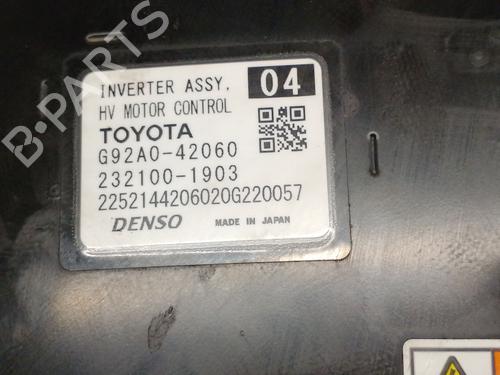 B-PARTS
INVERTER ASSY, 04
HV MOTOR CONTROL
TOYOTA
G92A0-42060
232100-1903
2252144206020G220057
DENSO MADE IN JAPAN